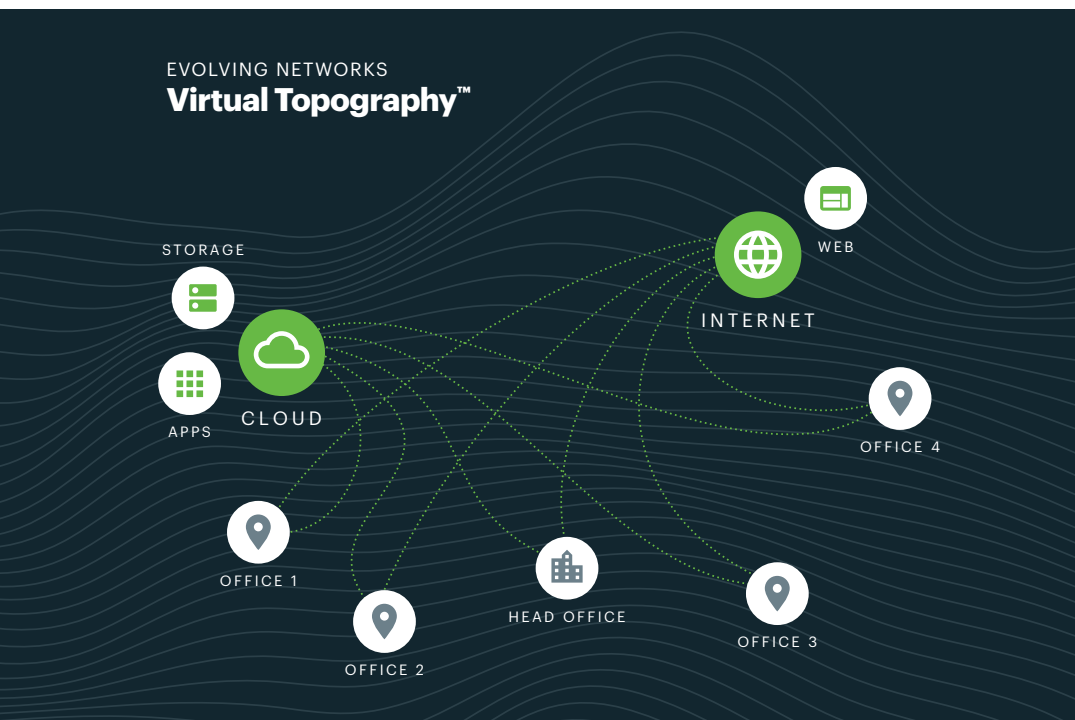 EVOLVING NETWORKS
Virtual Topography™
STORAGE
WEB
INTERNET
CLOUD
APPS
OFFICE 4
OFFICE 1
HEAD OFFICE
OFFICE 3
OFFICE 2